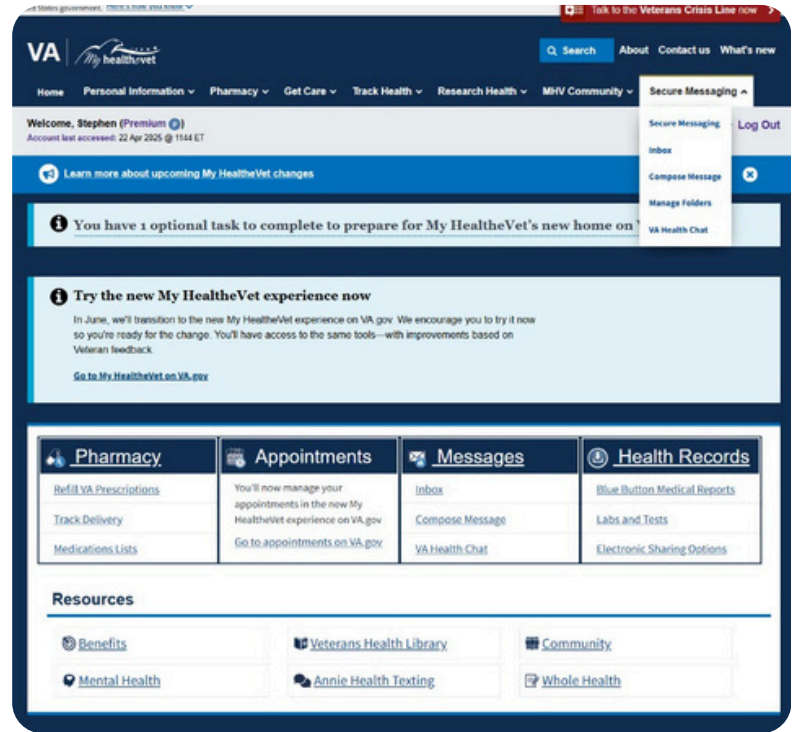 United States government. Here's how you know
Talk to the Veterans Crisis Line now
VA My healthevet
Search About Contact us What's new
Home Personal Information Pharmacy Get Care Track Health Research Health MHV Community Secure Messaging
Welcome, Stephen (Premium)
Account last accessed: 22 Apr 2025 @ 1144 ET
Log Out
Secure Messaging
Inbox
Compose Message
Manage Folders
VA Health Chat
Learn more about upcoming My HealtheVet changes
You have 1 optional task to complete to prepare for My HealtheVet's new home on
Try the new My HealtheVet experience now
In June, we'll transition to the new My HealtheVet experience on VA.gov. We encourage you to try it now
so you're ready for the change. You'll have access to the same tools—with improvements based on
Veteran feedback.
Go to My HealtheVet on VA.gov
Pharmacy
Refill VA Prescriptions
Track Delivery
Medications Lists
Appointments
You'll now manage your
appointments in the new My
HealtheVet experience on VA.gov
Go to appointments on VA.gov
Messages
Inbox
Compose Message
VA Health Chat
Health Records
Blue Button Medical Reports
Labs and Tests
Electronic Sharing Options
Resources
Benefits
Veterans Health Library
Community
Mental Health
Annie Health Texting
Whole Health